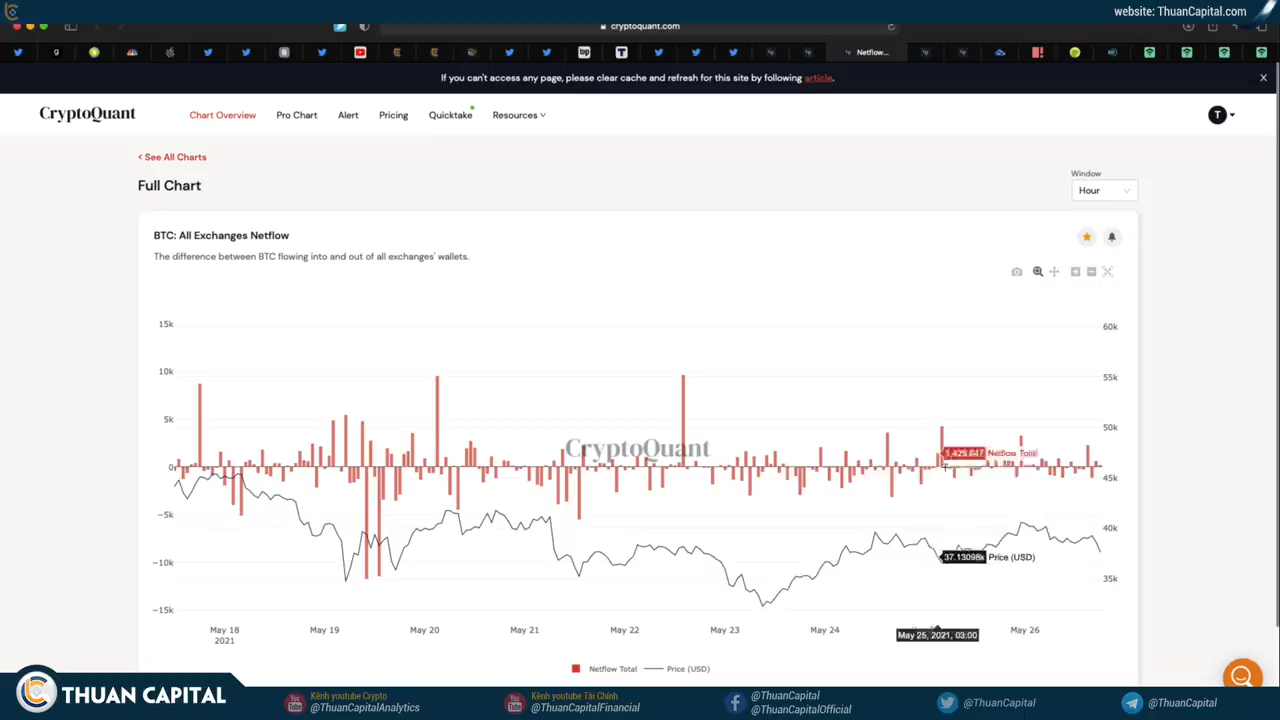 website: ThuanCapital.com
cryptoquant.com
Netflow...
If you can't access any page, please clear cache and refresh for this site by following article.
CryptoQuant
Chart Overview
Pro Chart
Alert
Pricing
Quicktake
Resources
T
< See All Charts
Full Chart
Window
Hour
BTC: All Exchanges Netflow
The difference between BTC flowing into and out of all exchanges' wallets.
15k
10k
5k
0
−5k
−10k
−15k
60k
55k
50k
45k
40k
35k
CryptoQuant
Netflow Total
37.13098k Price (USD)
May 18
2021
May 19
May 20
May 21
May 22
May 23
May 24
May 25, 2021, 03:00
May 26
Netflow Total
Price (USD)
THUAN CAPITAL
Kênh youtube Crypto
@ThuanCapitalAnalytics
Kênh youtube Tài Chính
@ThuanCapitalFinancial
@ThuanCapital
@ThuanCapitalOfficial
@ThuanCapital
@ThuanCapital